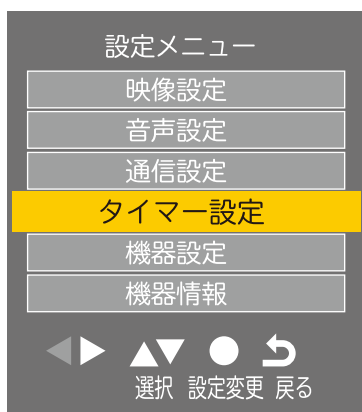 設定メニュー
映像設定
音声設定
通信設定
タイマー設定
機器設定
機器情報
選択 設定変更 戻る